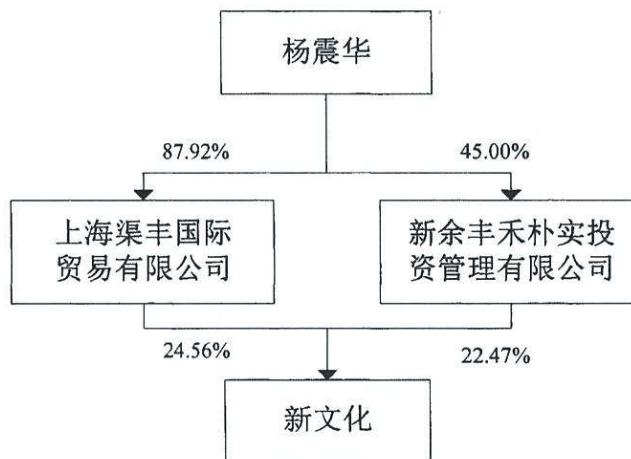 杨震华
87.92%
45.00%
上海渠丰国际
贸易有限公司
新余丰禾朴实投
资管理有限公司
24.56%
22.47%
新文化